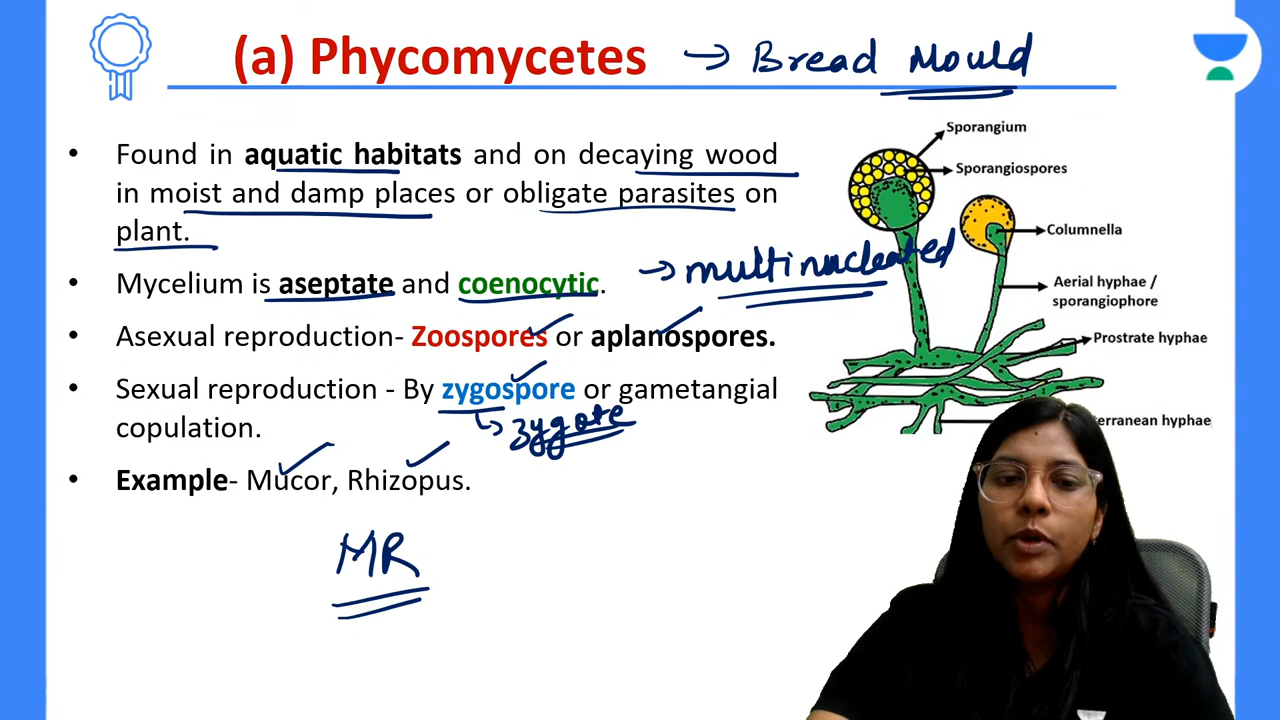 (a) Phycomycetes → Bread Mould
• Found in aquatic habitats and on decaying wood
in moist and damp places or obligate parasites on
plant.
• Mycelium is aseptate and coenocytic. → multinucleated
• Asexual reproduction- Zoospores or aplanospores.
• Sexual reproduction - By zygospore or gametangial
copulation.
↳ zygote
• Example- Mucor, Rhizopus.
MR
Sporangium
Sporangiospores
Columnella
Aerial hyphae /
sporangiophore
Prostrate hyphae
erranean hyphae